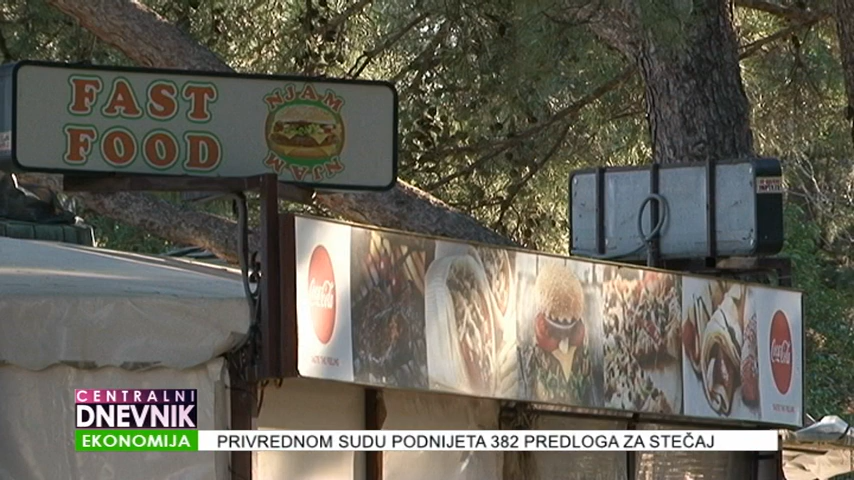 FAST
FOOD
NJAM
NJAM
Coca-Cola
Coca-Cola
CENTRALNI
DNEVNIK
EKONOMIJA
PRIVREDNOM SUDU PODNIJETA 382 PREDLOGA ZA STEČAJ